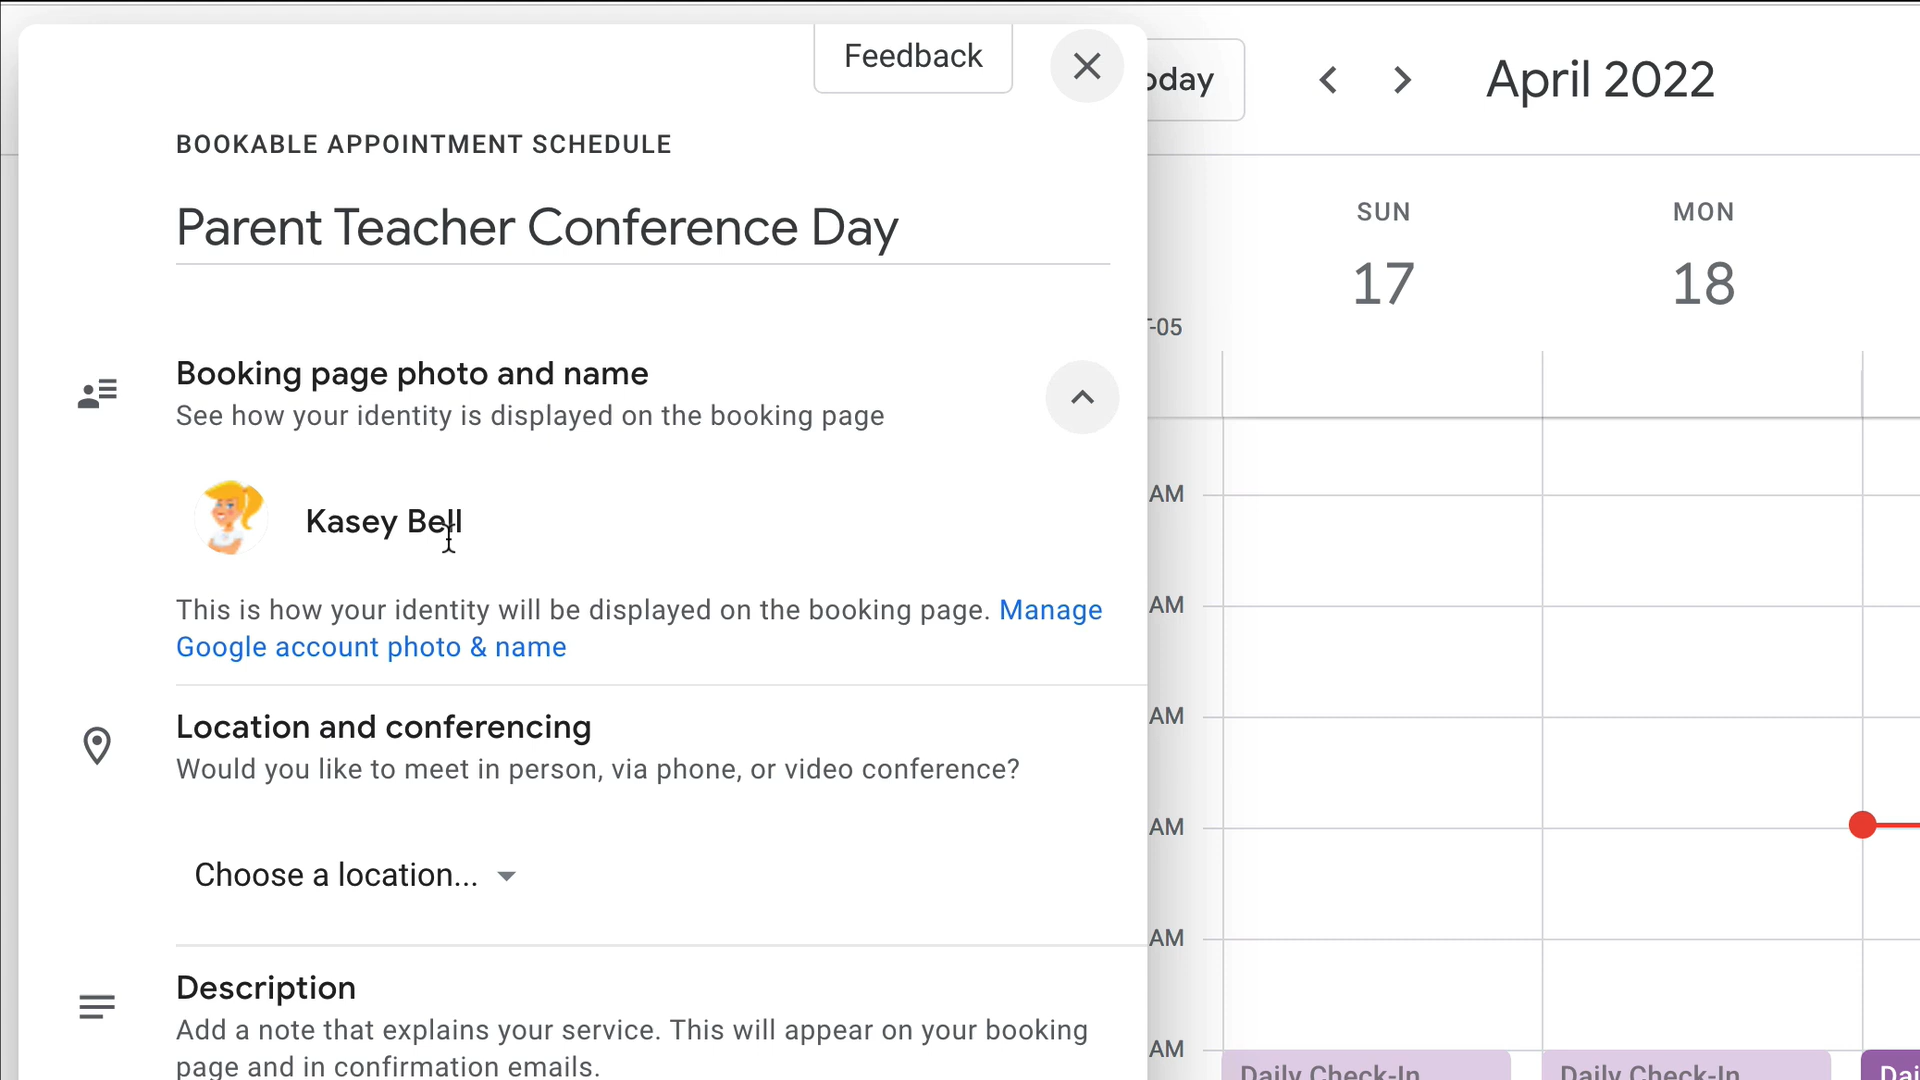 Feedback
Today
April 2022
BOOKABLE APPOINTMENT SCHEDULE
Parent Teacher Conference Day
SUN
MON
17
18
-05
Booking page photo and name
See how your identity is displayed on the booking page
AM
Kasey Bell
This is how your identity will be displayed on the booking page. Manage
Google account photo & name
AM
Location and conferencing
Would you like to meet in person, via phone, or video conference?
AM
AM
Choose a location...
AM
Description
Add a note that explains your service. This will appear on your booking
page and in confirmation emails.
AM
Daily Check-In
Daily Check-In
Dai